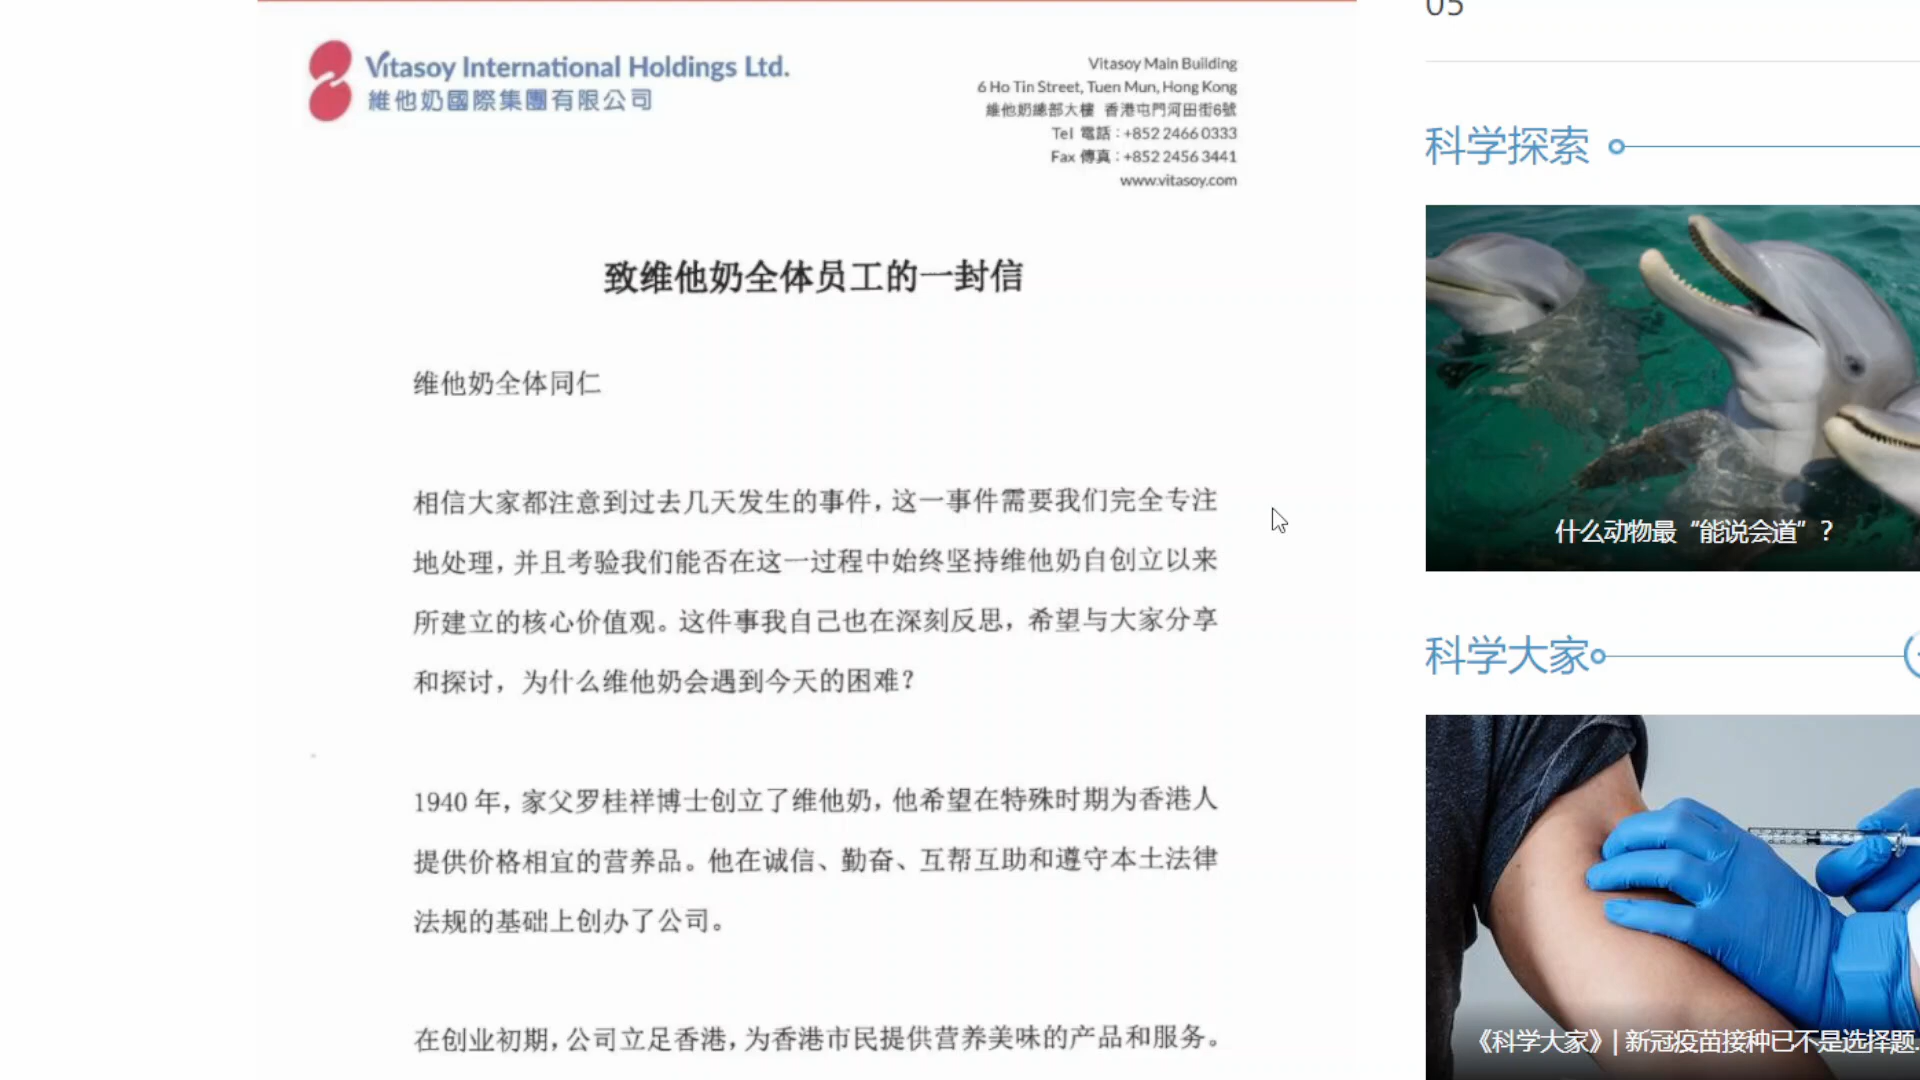 Vitasoy International Holdings Ltd.
維他奶國際集團有限公司
Vitasoy Main Building
6 Ho Tin Street, Tuen Mun, Hong Kong
維他奶總部大樓 香港屯門河田街6號
Tel 電話：+852 2466 0333
Fax 傳真：+852 2456 3441
www.vitasoy.com
致维他奶全体员工的一封信
维他奶全体同仁
相信大家都注意到过去几天发生的事件，这一事件需要我们完全专注
地处理，并且考验我们能否在这一过程中始终坚持维他奶自创立以来
所建立的核心价值观。这件事我自己也在深刻反思，希望与大家分享
和探讨，为什么维他奶会遇到今天的困难？
1940 年，家父罗桂祥博士创立了维他奶，他希望在特殊时期为香港人
提供价格相宜的营养品。他在诚信、勤奋、互帮互助和遵守本土法律
法规的基础上创办了公司。
在创业初期，公司立足香港，为香港市民提供营养美味的产品和服务。
05
科学探索
什么动物最“能说会道”？
科学大家
《科学大家》| 新冠疫苗接种已不是选择题...